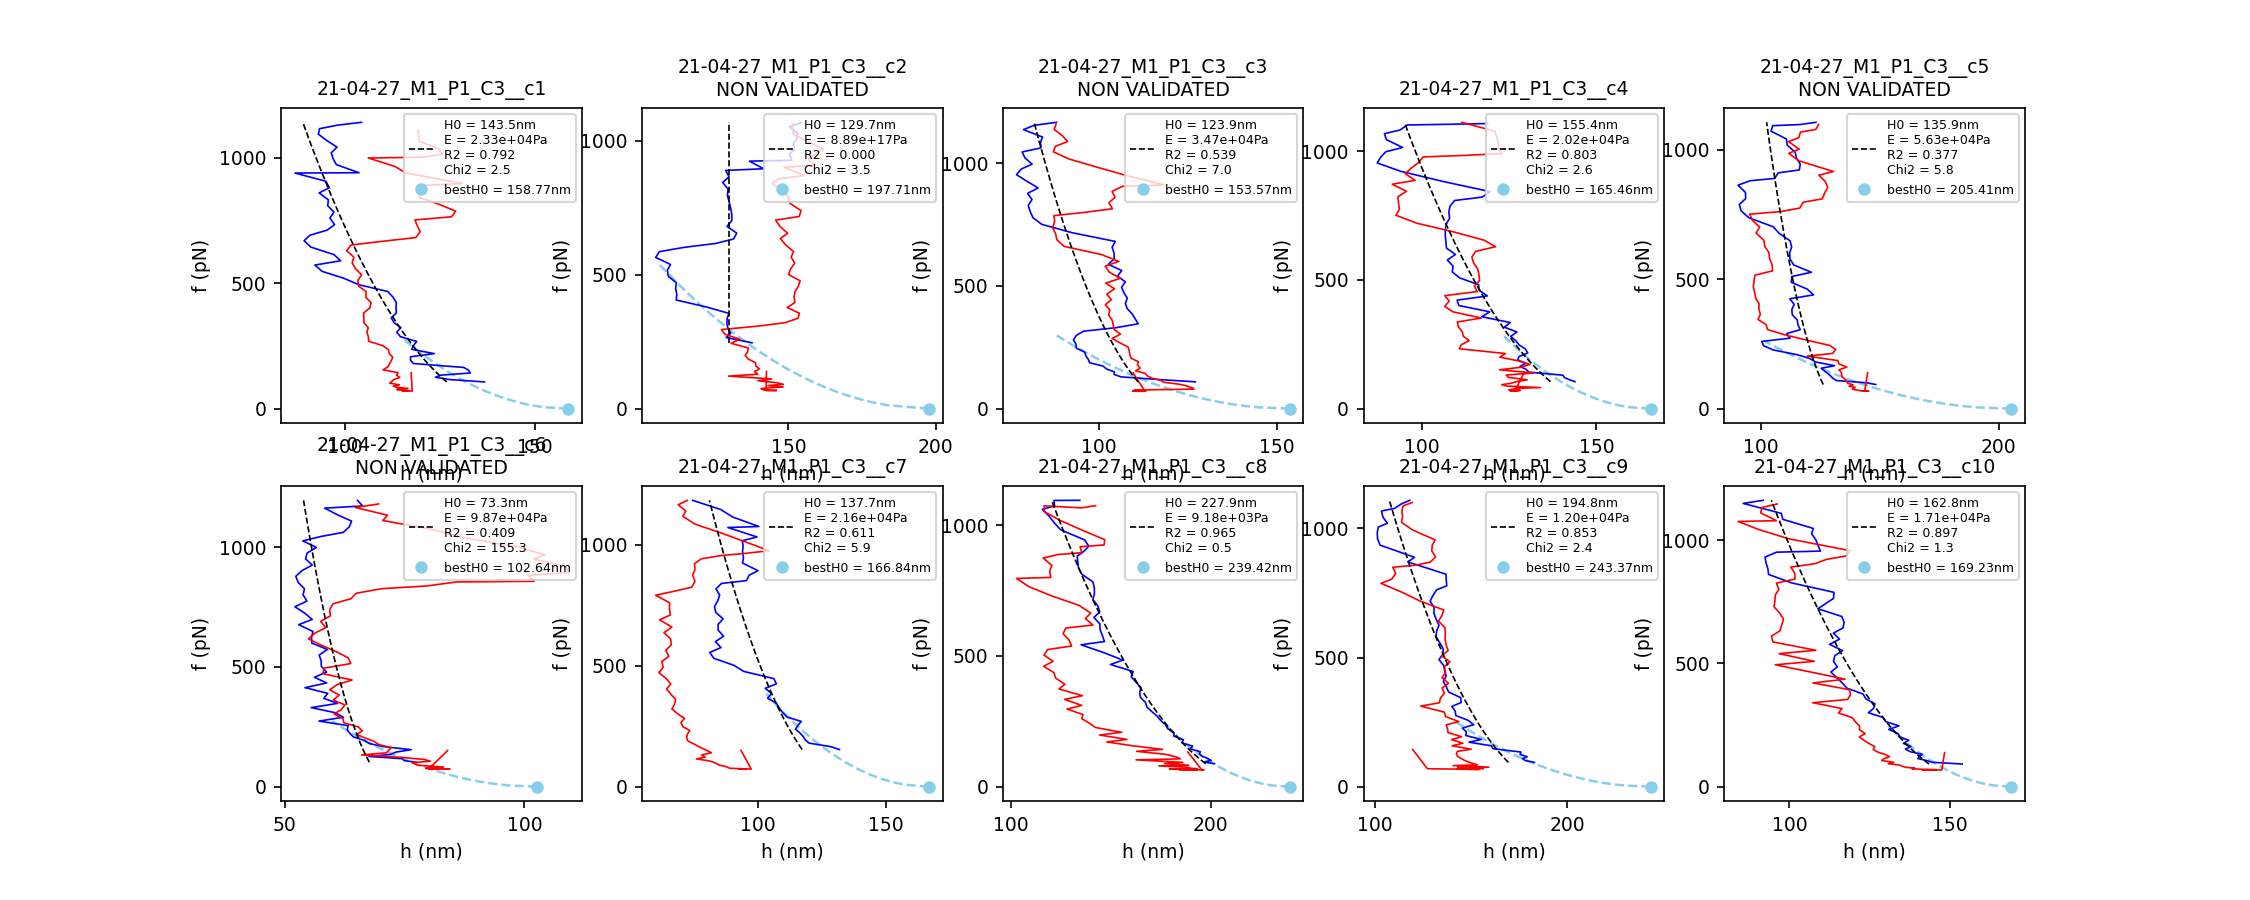 21-04-27_M1_P1_C3__c1
H0 = 143.5nm
E = 2.33e+04Pa
R2 = 0.792
Chi2 = 2.5
bestH0 = 158.77nm
f (pN)
1000
500
0
100
150
h (nm)
21-04-27_M1_P1_C3__c2
NON VALIDATED
H0 = 129.7nm
E = 8.89e+17Pa
R2 = 0.000
Chi2 = 3.5
bestH0 = 197.71nm
f (pN)
1000
500
0
150
200
h (nm)
21-04-27_M1_P1_C3__c3
NON VALIDATED
H0 = 123.9nm
E = 3.47e+04Pa
R2 = 0.539
Chi2 = 7.0
bestH0 = 153.57nm
f (pN)
1000
500
0
100
150
h (nm)
21-04-27_M1_P1_C3__c4
H0 = 155.4nm
E = 2.02e+04Pa
R2 = 0.803
Chi2 = 2.6
bestH0 = 165.46nm
f (pN)
1000
500
0
100
150
h (nm)
21-04-27_M1_P1_C3__c5
NON VALIDATED
H0 = 135.9nm
E = 5.63e+04Pa
R2 = 0.377
Chi2 = 5.8
bestH0 = 205.41nm
f (pN)
1000
500
0
100
200
h (nm)
21-04-27_M1_P1_C3__c6
NON VALIDATED
H0 = 73.3nm
E = 9.87e+04Pa
R2 = 0.409
Chi2 = 155.3
bestH0 = 102.64nm
f (pN)
1000
500
0
50
100
h (nm)
21-04-27_M1_P1_C3__c7
H0 = 137.7nm
E = 2.16e+04Pa
R2 = 0.611
Chi2 = 5.9
bestH0 = 166.84nm
f (pN)
1000
500
0
100
150
h (nm)
21-04-27_M1_P1_C3__c8
H0 = 227.9nm
E = 9.18e+03Pa
R2 = 0.965
Chi2 = 0.5
bestH0 = 239.42nm
f (pN)
1000
500
0
100
200
h (nm)
21-04-27_M1_P1_C3__c9
H0 = 194.8nm
E = 1.20e+04Pa
R2 = 0.853
Chi2 = 2.4
bestH0 = 243.37nm
f (pN)
1000
500
0
100
200
h (nm)
21-04-27_M1_P1_C3__c10
H0 = 162.8nm
E = 1.71e+04Pa
R2 = 0.897
Chi2 = 1.3
bestH0 = 169.23nm
f (pN)
1000
500
0
100
150
h (nm)